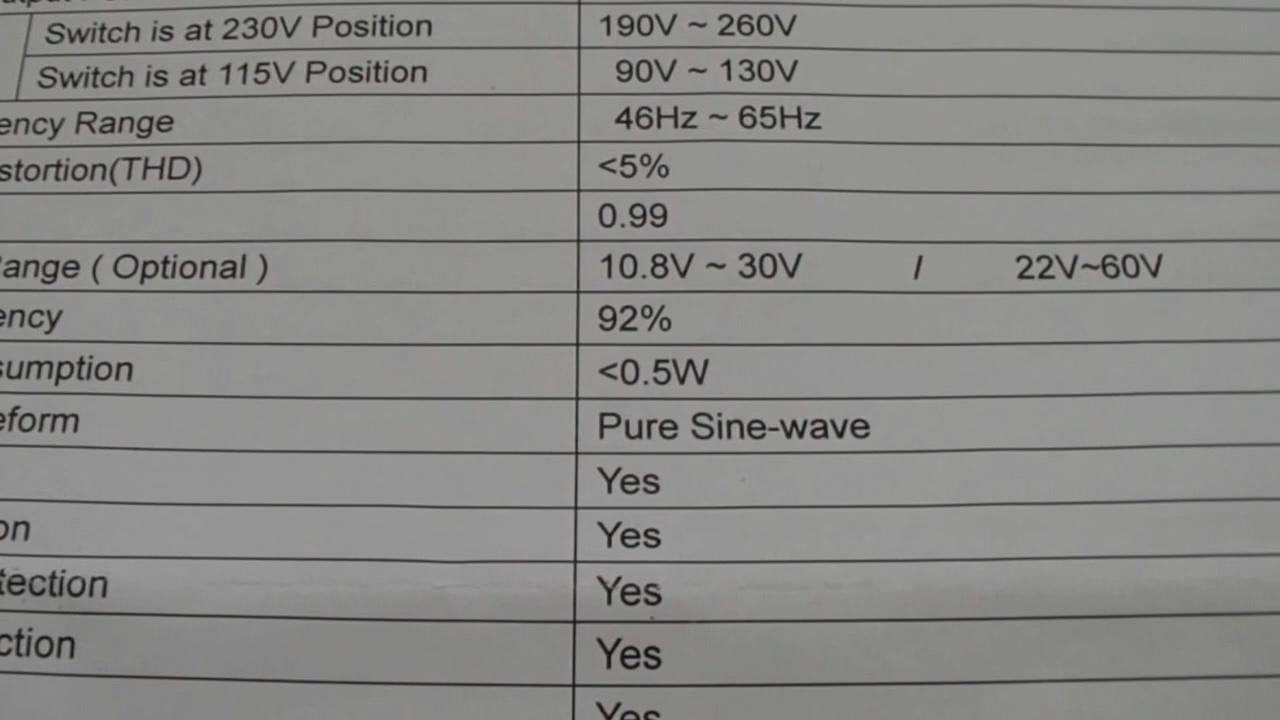 Switch is at 230V Position 190V ~ 260V
Switch is at 115V Position 90V ~ 130V
ency Range 46Hz ~ 65Hz
stortion(THD) <5%
0.99
ange ( Optional ) 10.8V ~ 30V / 22V~60V
ency 92%
sumption <0.5W
eform Pure Sine-wave
Yes
on Yes
tection Yes
ction Yes
Yes